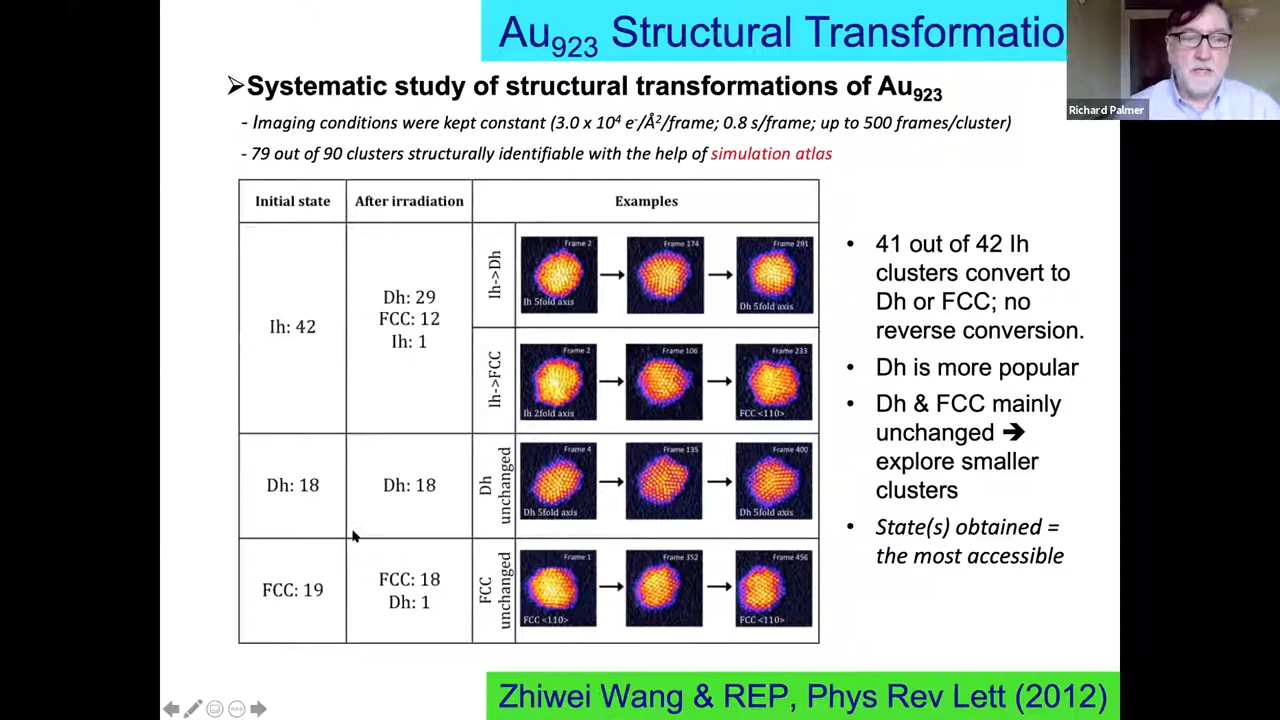 Au923 Structural Transformatio
Richard Palmer
➢Systematic study of structural transformations of Au923
- Imaging conditions were kept constant (3.0 x 10⁴ e⁻/Å²/frame; 0.8 s/frame; up to 500 frames/cluster)
- 79 out of 90 clusters structurally identifiable with the help of simulation atlas
Initial state After irradiation Examples
Ih: 42
Dh: 29
FCC: 12
Ih: 1
Ih->Dh
Frame 2
Ih 5fold axis
Frame 174
Frame 291
Dh 5fold axis
Ih->FCC
Frame 2
Ih 2fold axis
Frame 106
Frame 233
FCC <110>
Dh: 18
Dh: 18
Dh
unchanged
Frame 4
Dh 5fold axis
Frame 135
Frame 400
Dh 5fold axis
FCC: 19
FCC: 18
Dh: 1
FCC
unchanged
Frame 1
FCC <110>
Frame 352
Frame 456
FCC <110>
• 41 out of 42 Ih
clusters convert to
Dh or FCC; no
reverse conversion.
• Dh is more popular
• Dh & FCC mainly
unchanged ➔
explore smaller
clusters
• State(s) obtained =
the most accessible
Zhiwei Wang & REP, Phys Rev Lett (2012)